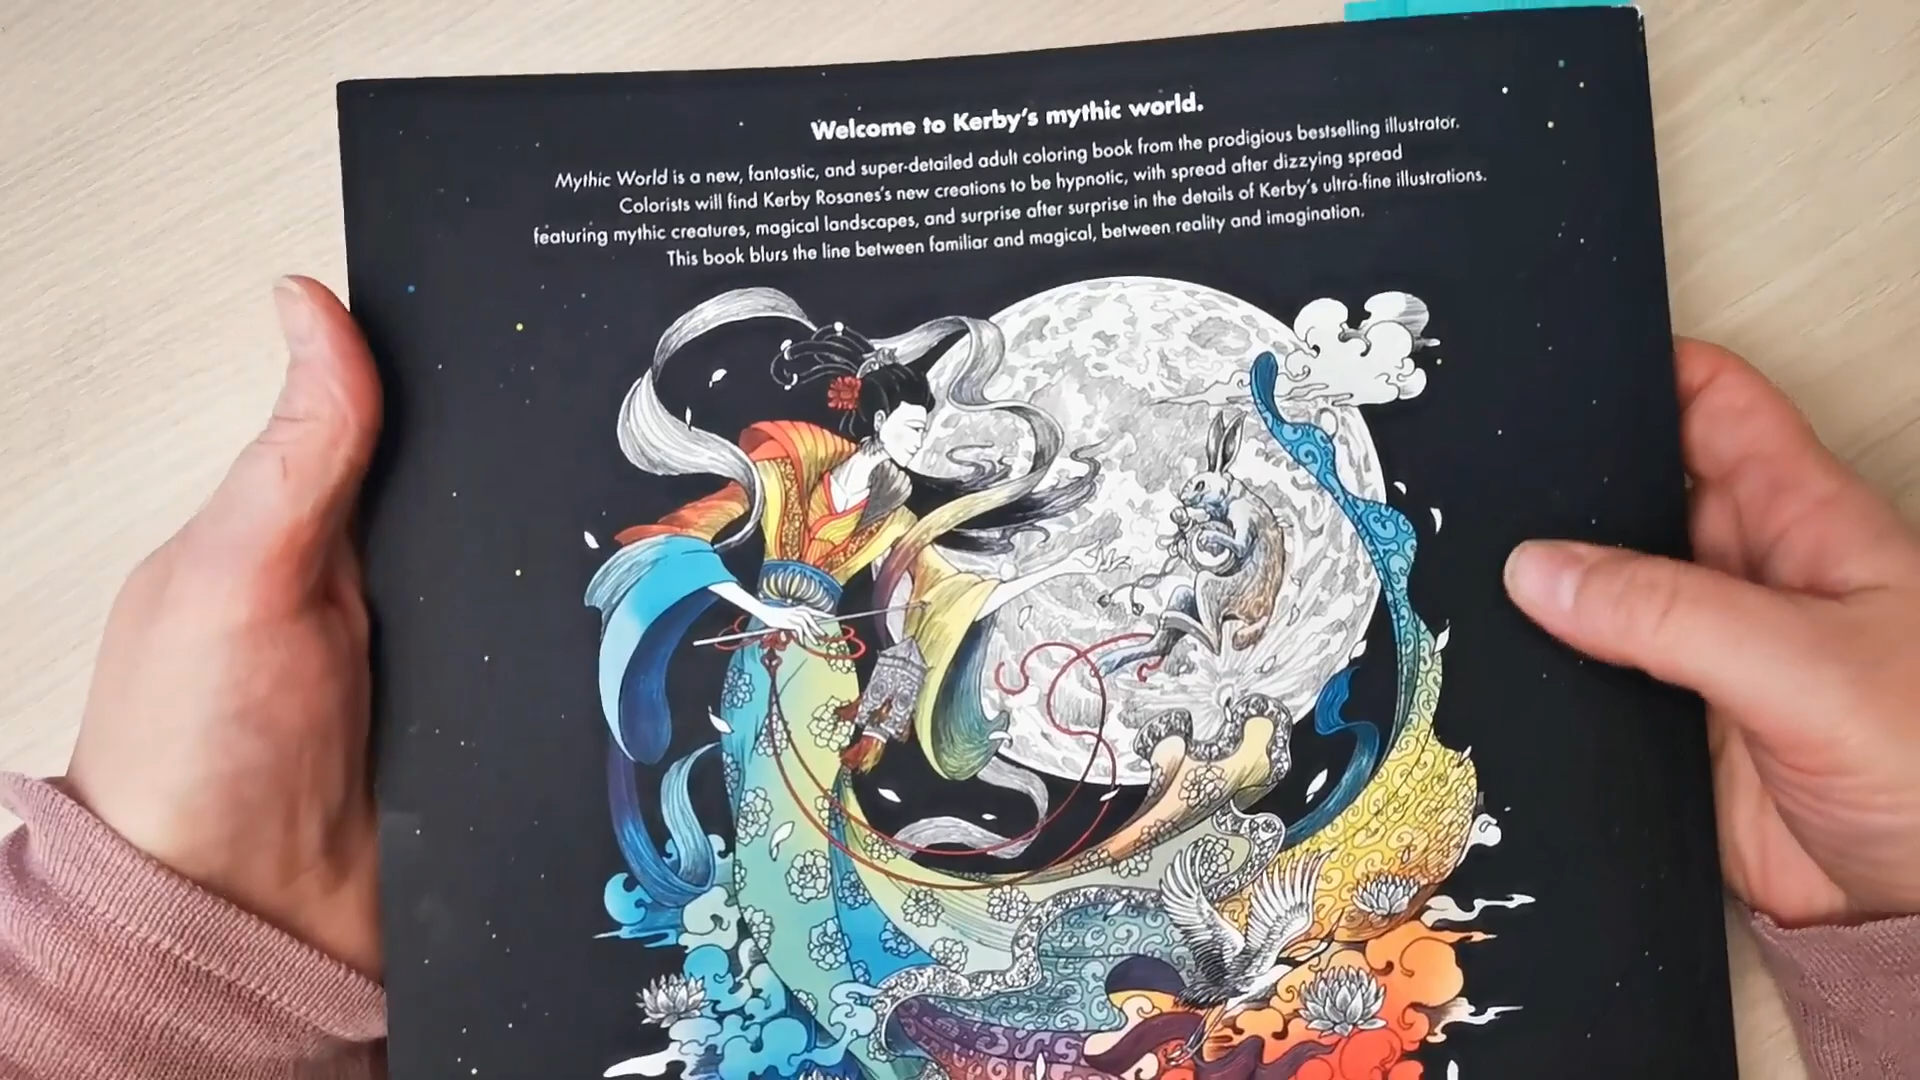 Welcome to Kerby's mythic world.
Mythic World is a new, fantastic, and super-detailed adult coloring book from the prodigious bestselling illustrator.
Colorists will find Kerby Rosanes's new creations to be hypnotic, with spread after dizzying spread
featuring mythic creatures, magical landscapes, and surprise after surprise in the details of Kerby's ultra-fine illustrations.
This book blurs the line between familiar and magical, between reality and imagination.